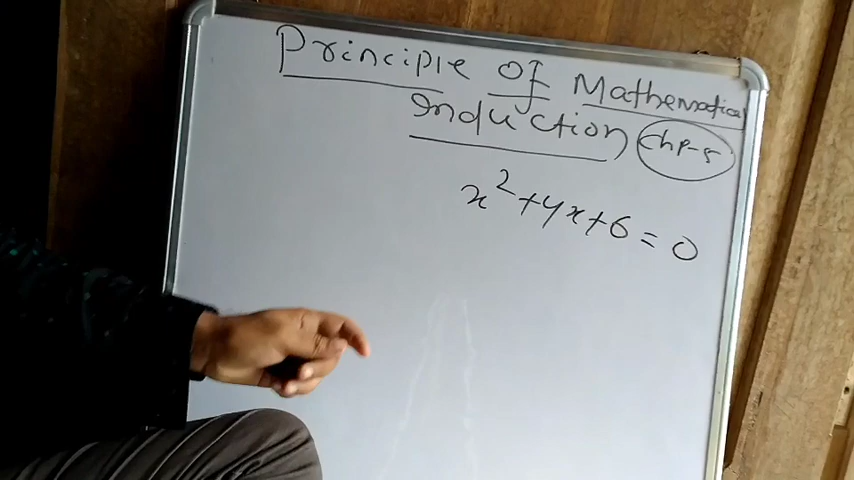 Principle of Mathematical
Induction Chp-5
x²+4x+6=0